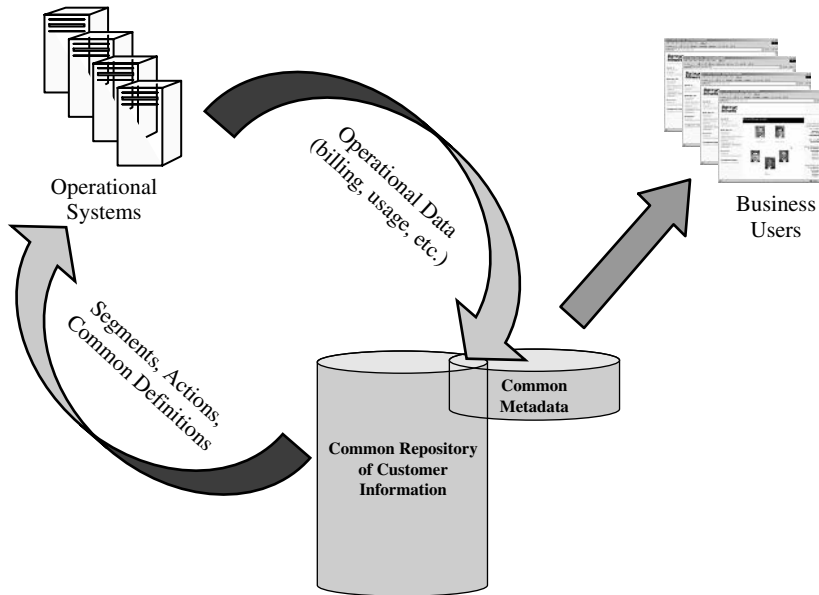 Operational
Systems
Operational Data
(billing, usage, etc.)
Business
Users
Segments, Actions,
Common Definitions
Common
Metadata
Common Repository
of Customer
Information